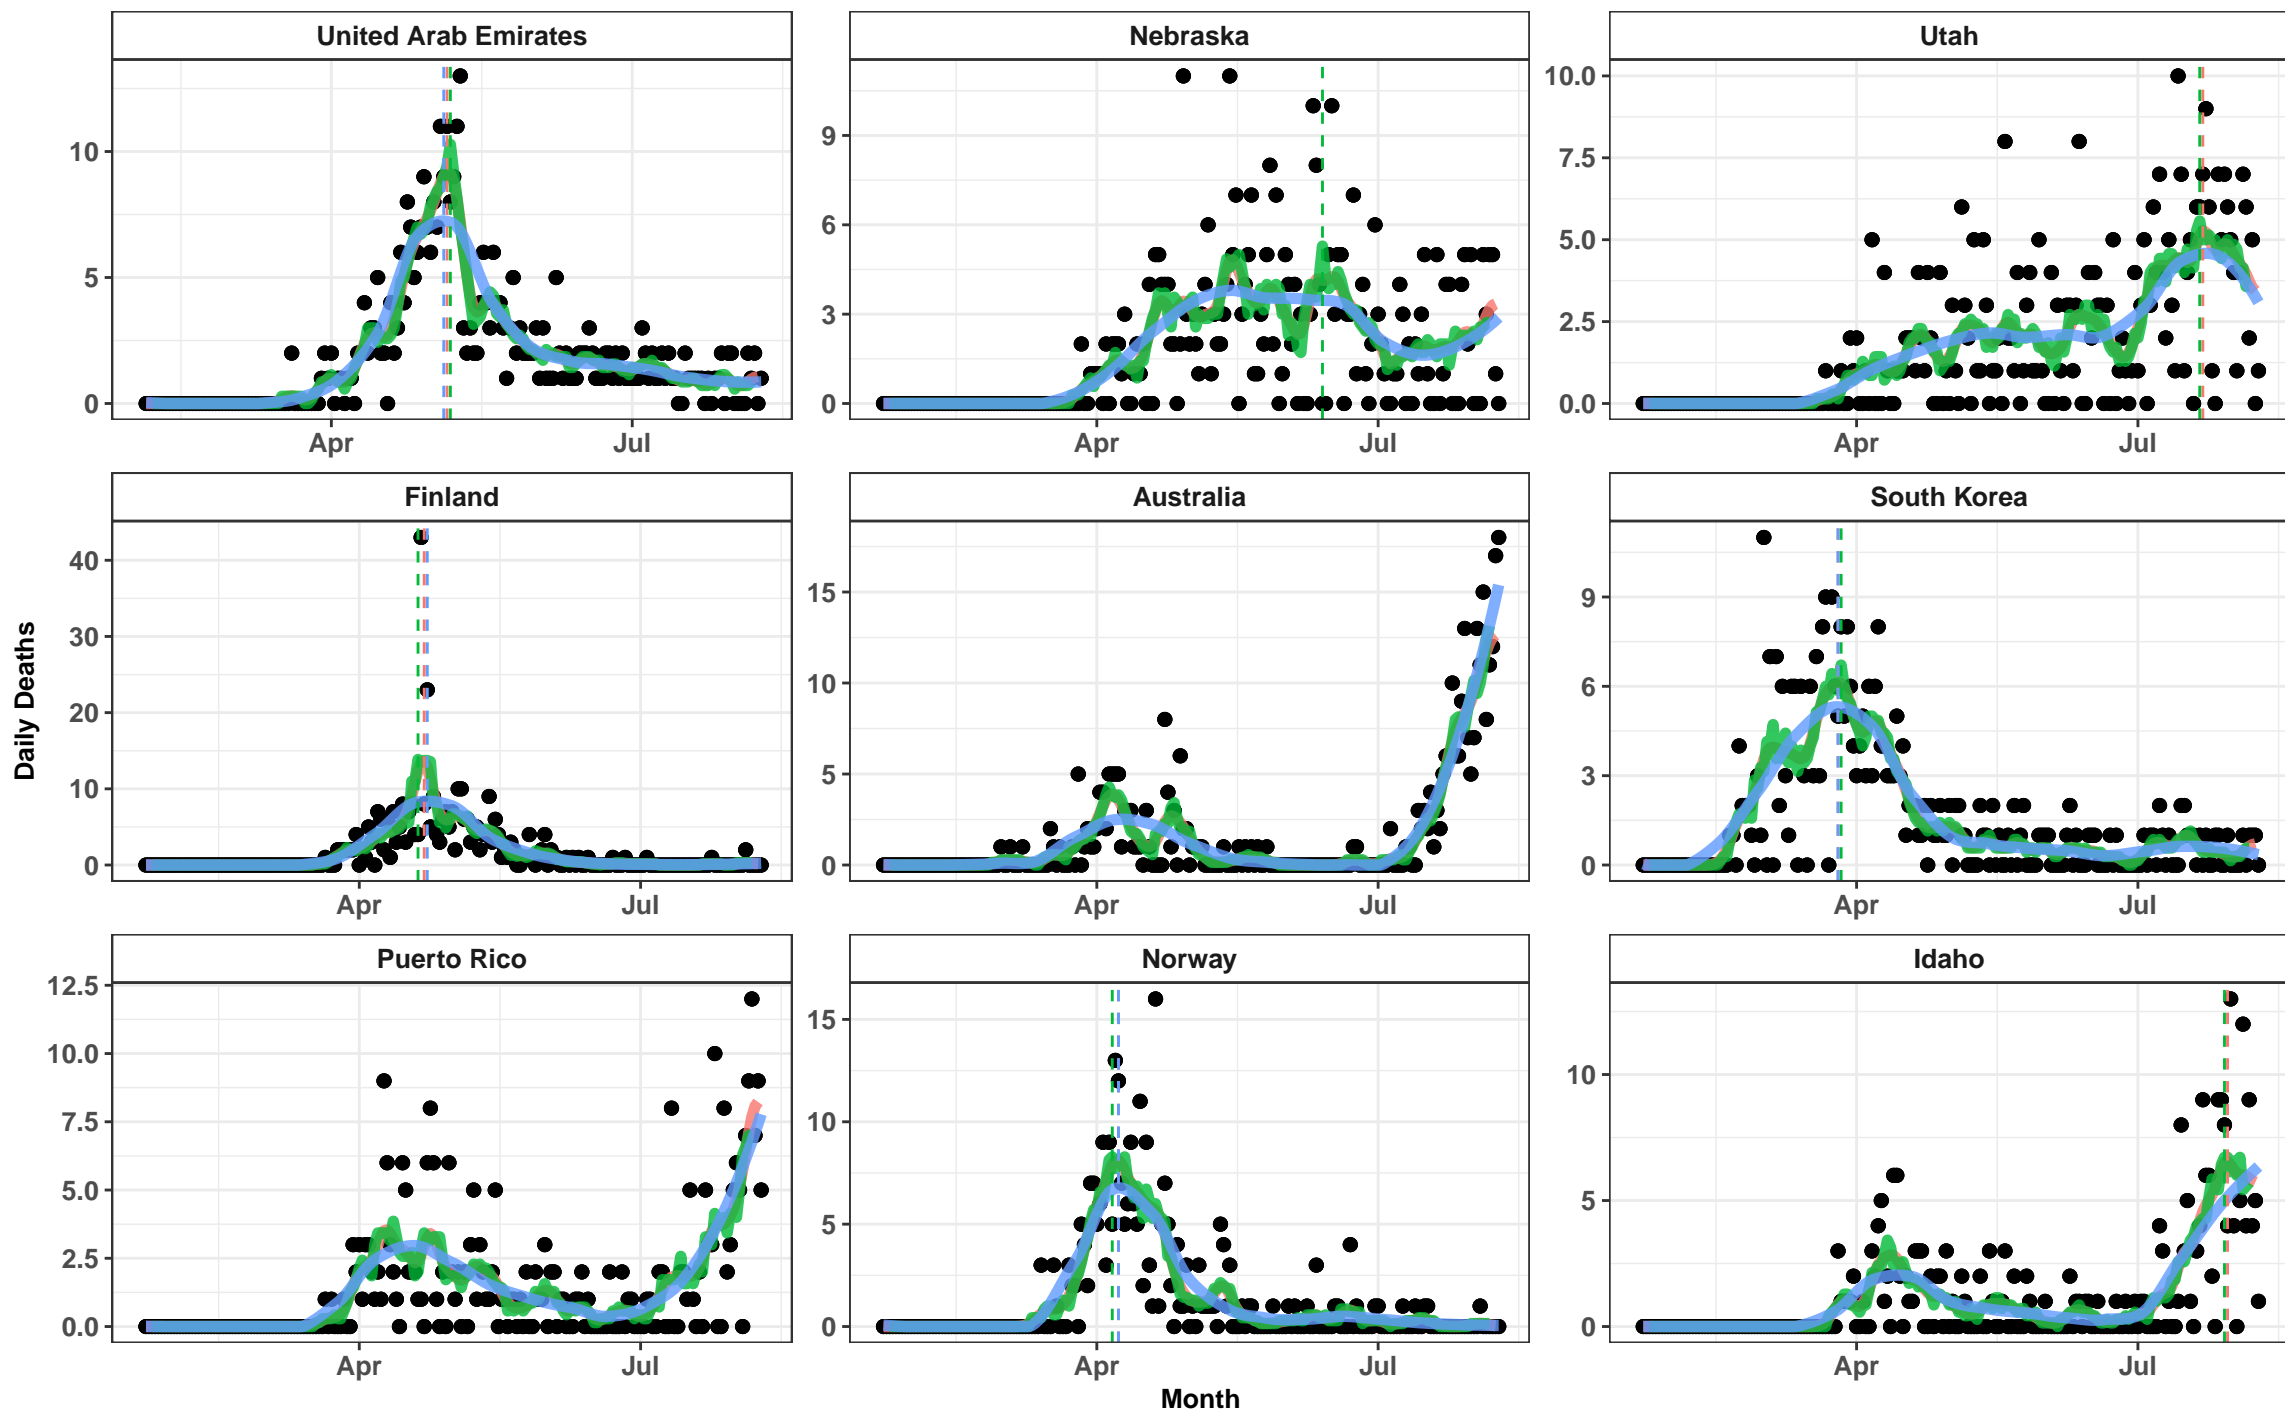 United Arab Emirates
Nebraska
Utah
10
5
0
Apr
Jul
9
6
3
0
Apr
Jul
10.0
7.5
5.0
2.5
0.0
Apr
Jul
Finland
Australia
South Korea
40
30
20
10
0
Apr
Jul
15
10
5
0
Apr
Jul
9
6
3
0
Apr
Jul
Daily Deaths
Puerto Rico
Norway
Idaho
12.5
10.0
7.5
5.0
2.5
0.0
Apr
Jul
15
10
5
0
Apr
Jul
10
5
0
Apr
Jul
Month